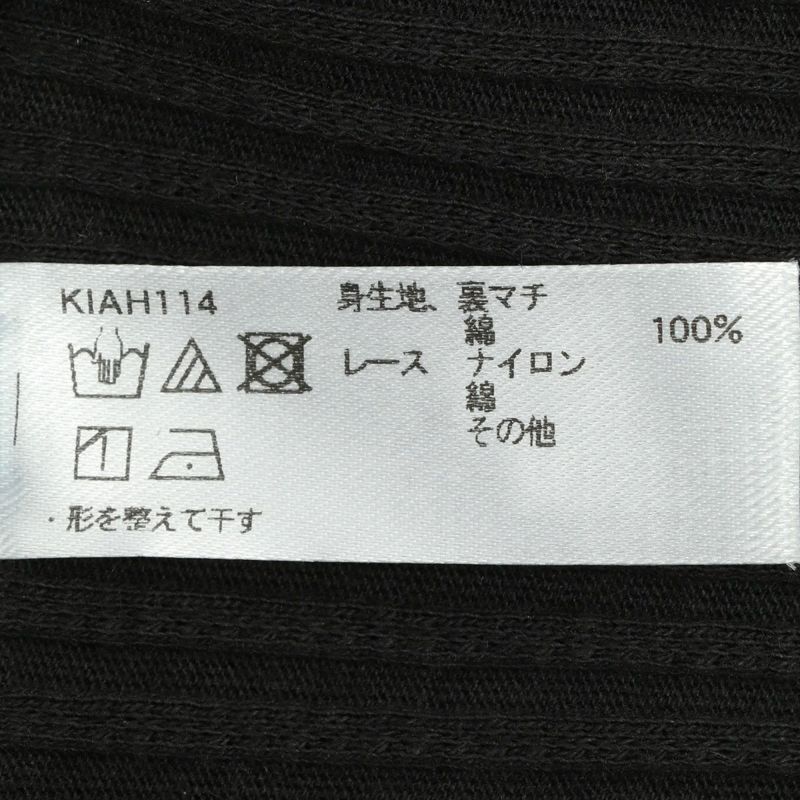 KIAH114
身生地、裏マチ
綿 100%
レース ナイロン
綿
その他
・形を整えて干す